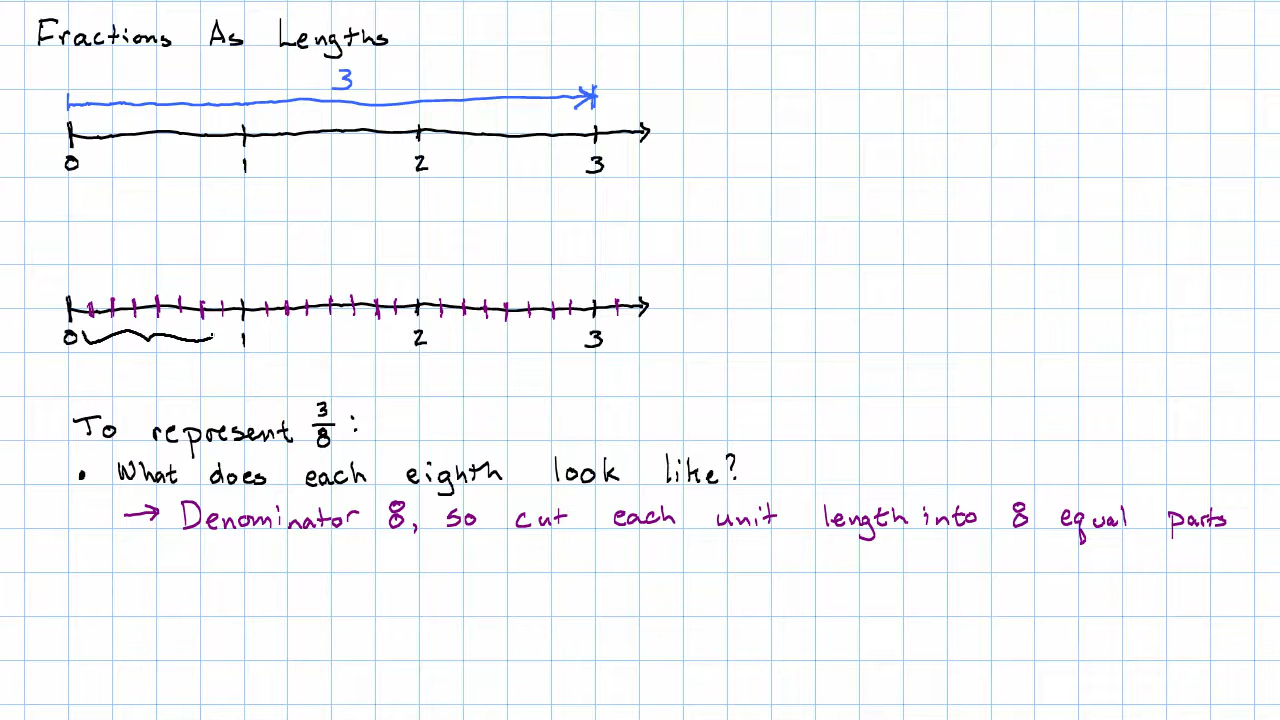 Fractions As Lengths
3
0 1 2 3
0 1 2 3
To represent 3/8 :
• What does each eighth look like?
→ Denominator 8, so cut each unit length into 8 equal parts